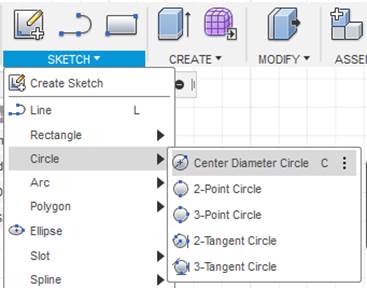 SKETCH CREATE MODIFY ASSE
Create Sketch
Line L
Rectangle
Circle
Center Diameter Circle C
2-Point Circle
3-Point Circle
2-Tangent Circle
3-Tangent Circle
Arc
Polygon
Ellipse
Slot
Spline